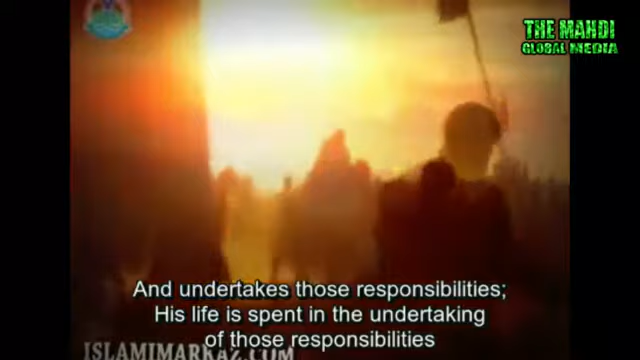 THE MAHDI
GLOBAL MEDIA
And undertakes those responsibilities;
His life is spent in the undertaking
of those responsibilities
ISLAMIMARKAZ.COM